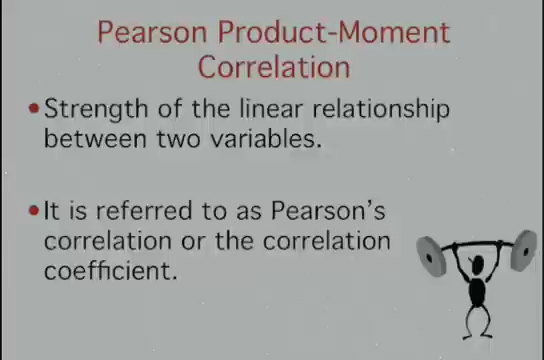 Pearson Product-Moment
Correlation
•Strength of the linear relationship
between two variables.
•It is referred to as Pearson's
correlation or the correlation
coefficient.